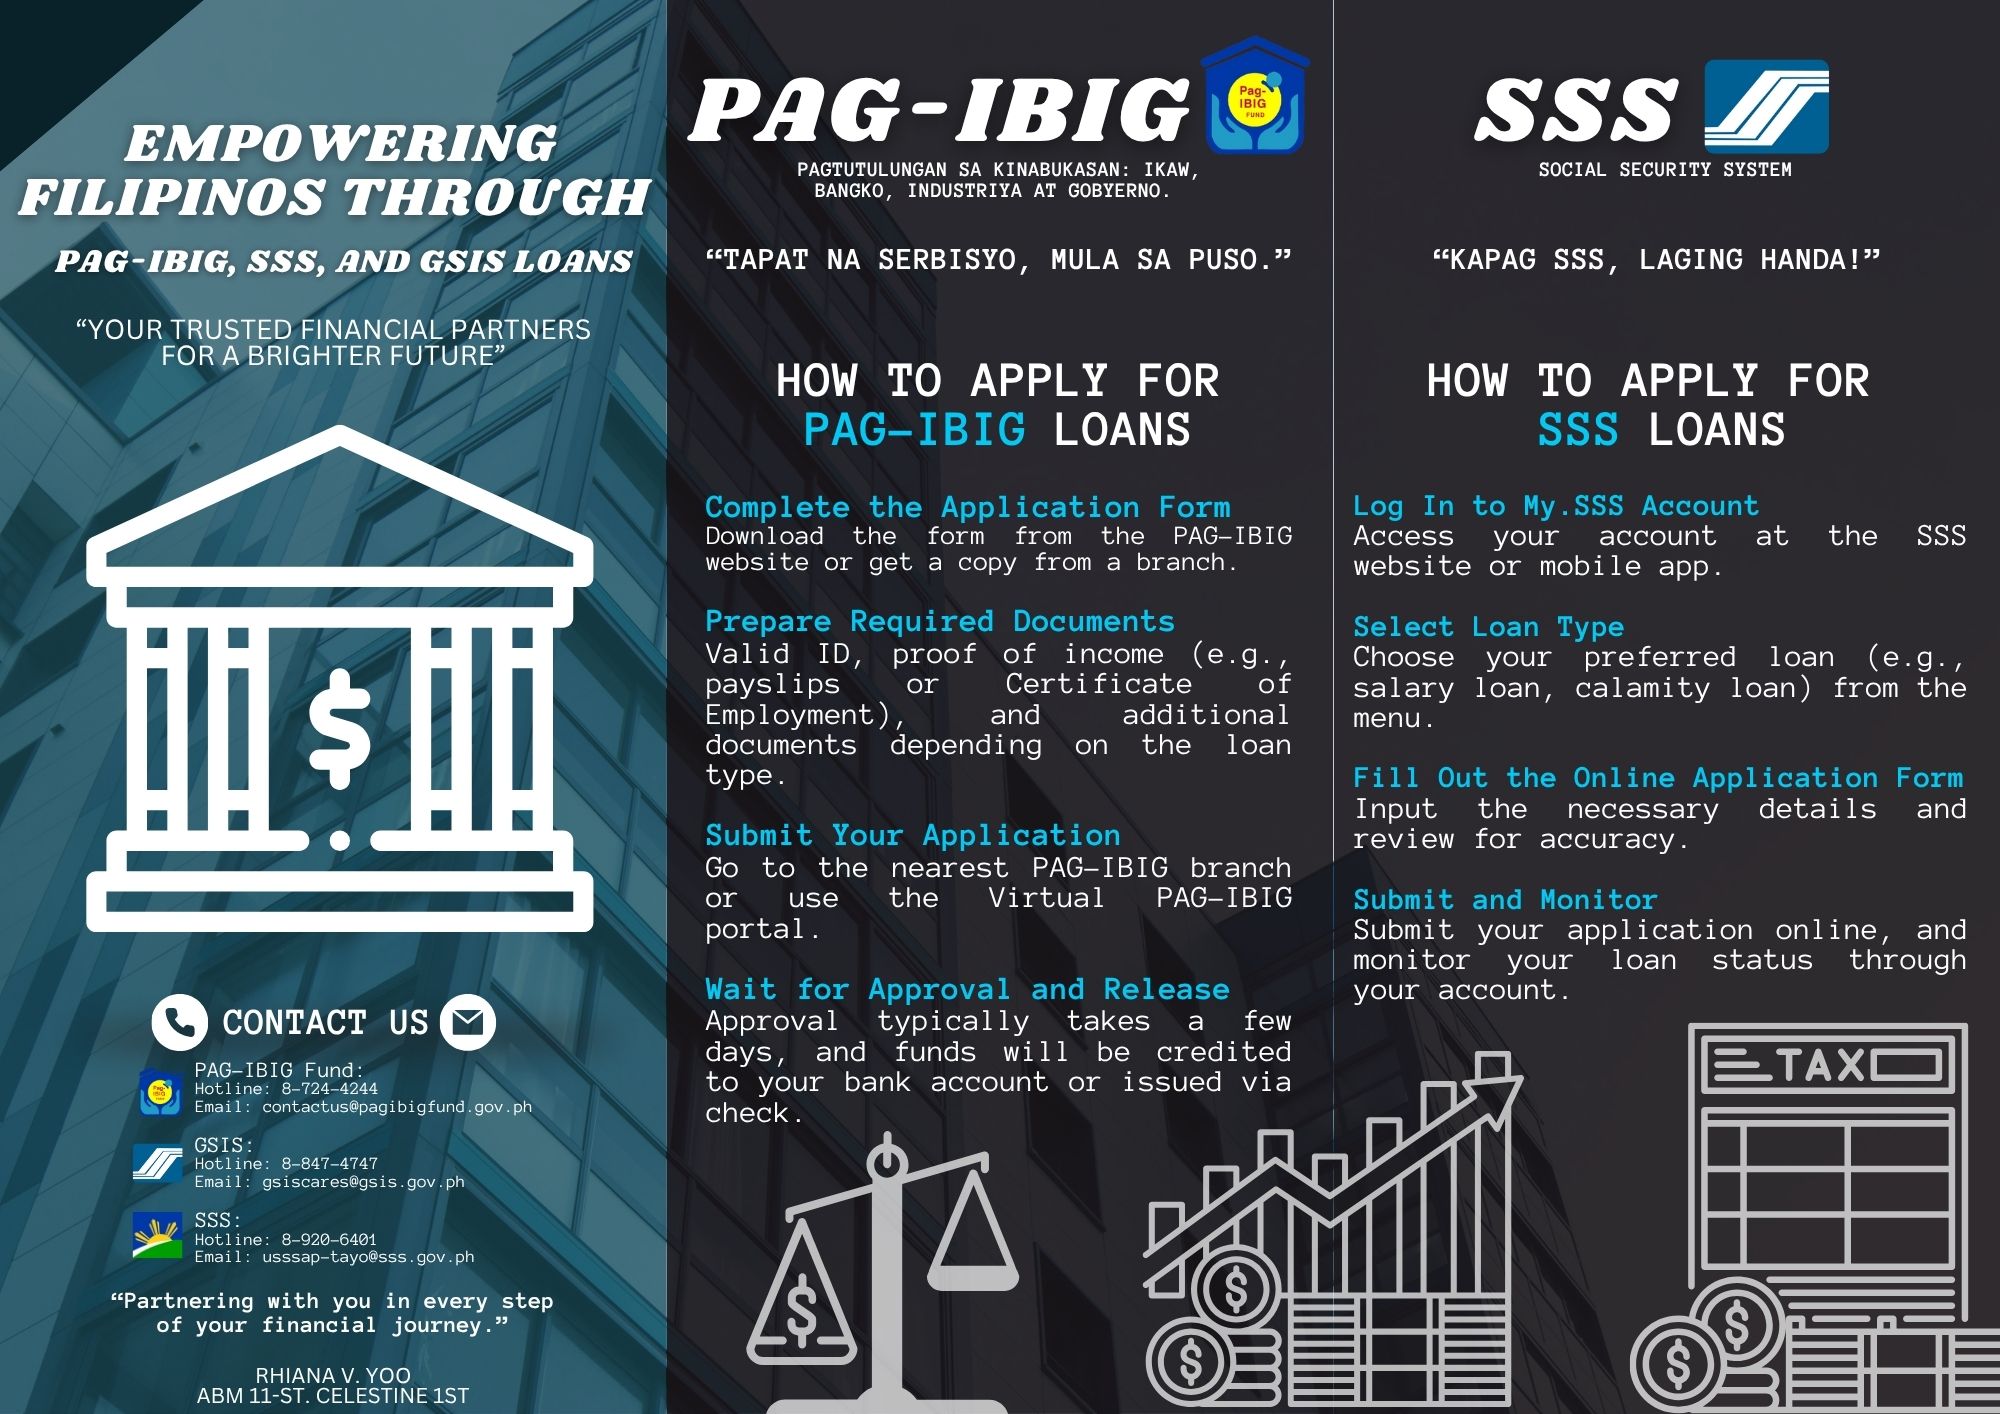 EMPOWERING
FILIPINOS THROUGH
PAG-IBIG, SSS, AND GSIS LOANS
“YOUR TRUSTED FINANCIAL PARTNERS
FOR A BRIGHTER FUTURE”
$
CONTACT US
Pag-
IBIG
FUND
PAG-IBIG Fund:
Hotline: 8-724-4244
Email: contactus@pagibigfund.gov.ph
GSIS:
Hotline: 8-847-4747
Email: gsiscares@gsis.gov.ph
SSS:
Hotline: 8-920-6401
Email: usssap-tayo@sss.gov.ph
“Partnering with you in every step
of your financial journey.”
RHIANA V. YOO
ABM 11-ST. CELESTINE 1ST
PAG-IBIG
Pag-
IBIG
FUND
PAGTUTULUNGAN SA KINABUKASAN: IKAW,
BANGKO, INDUSTRIYA AT GOBYERNO.
“TAPAT NA SERBISYO, MULA SA PUSO.”
HOW TO APPLY FOR
PAG-IBIG LOANS
Complete the Application Form
Download the form from the PAG-IBIG
website or get a copy from a branch.
Prepare Required Documents
Valid ID, proof of income (e.g.,
payslips or Certificate of
Employment), and additional
documents depending on the loan
type.
Submit Your Application
Go to the nearest PAG-IBIG branch
or use the Virtual PAG-IBIG
portal.
Wait for Approval and Release
Approval typically takes a few
days, and funds will be credited
to your bank account or issued via
check.
$
$
$
SSS
SOCIAL SECURITY SYSTEM
“KAPAG SSS, LAGING HANDA!”
HOW TO APPLY FOR
SSS LOANS
Log In to My.SSS Account
Access your account at the SSS
website or mobile app.
Select Loan Type
Choose your preferred loan (e.g.,
salary loan, calamity loan) from the
menu.
Fill Out the Online Application Form
Input the necessary details and
review for accuracy.
Submit and Monitor
Submit your application online, and
monitor your loan status through
your account.
TAX
$
$